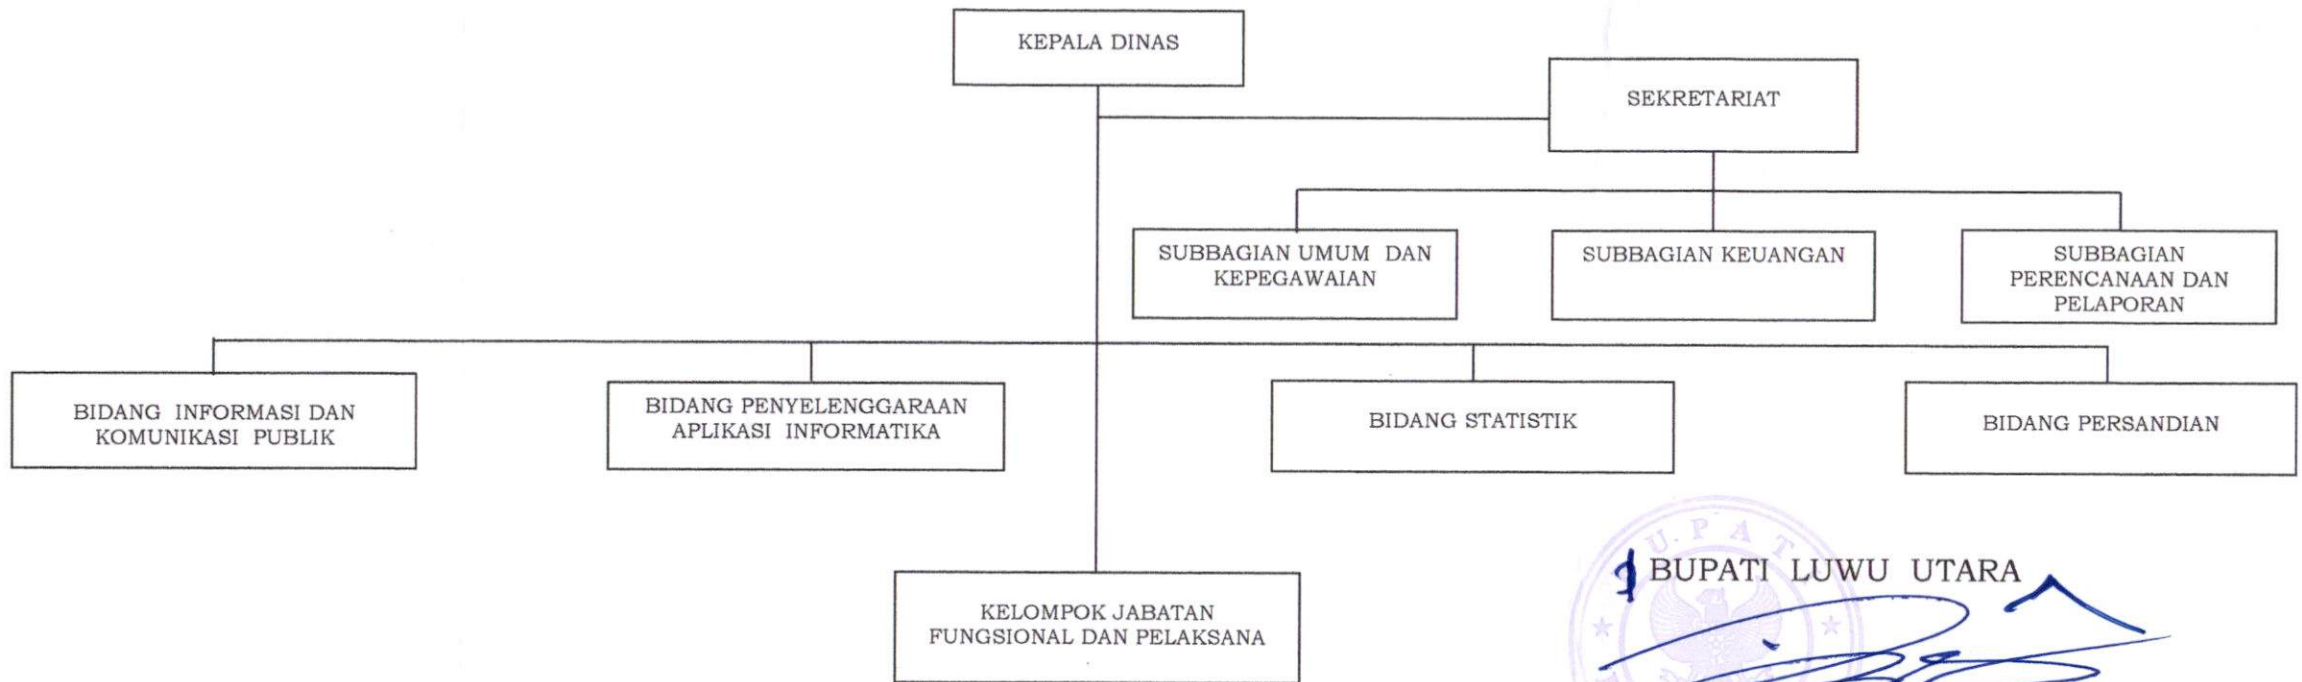 KEPALA DINAS
SEKRETARIAT
SUBBAGIAN UMUM DAN
KEPEGAWAIAN
SUBBAGIAN KEUANGAN
SUBBAGIAN
PERENCANAAN DAN
PELAPORAN
BIDANG INFORMASI DAN
KOMUNIKASI PUBLIK
BIDANG PENYELENGGARAAN
APLIKASI INFORMATIKA
BIDANG STATISTIK
BIDANG PERSANDIAN
KELOMPOK JABATAN
FUNGSIONAL DAN PELAKSANA
BUPATI LUWU UTARA